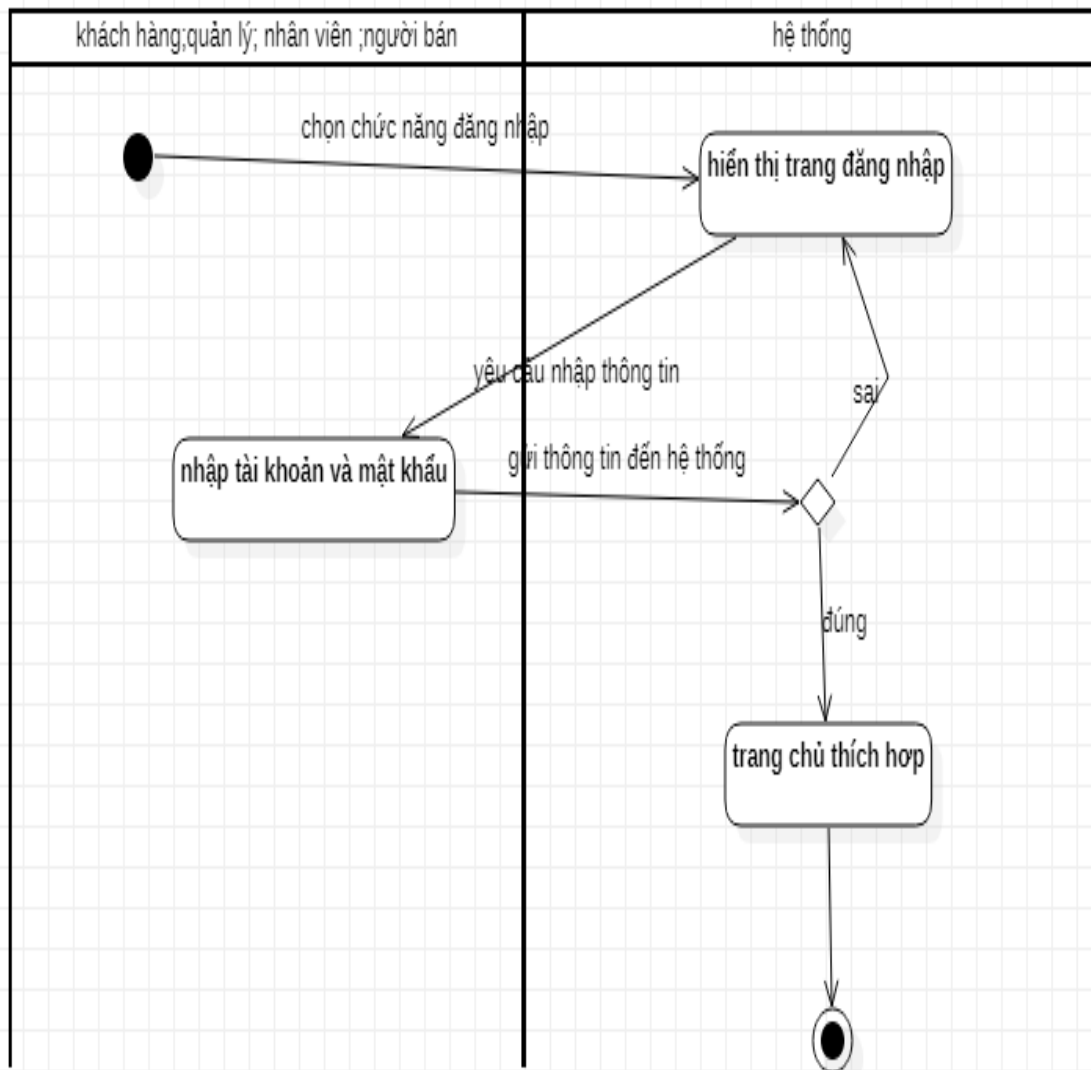 khách hàng;quản lý; nhân viên ;người bán
hệ thống
chọn chức năng đăng nhập
hiển thị trang đăng nhập
yêu cầu nhập thông tin
sai
gửi thông tin đến hệ thống
nhập tài khoản và mật khẩu
đúng
trang chủ thích hơp